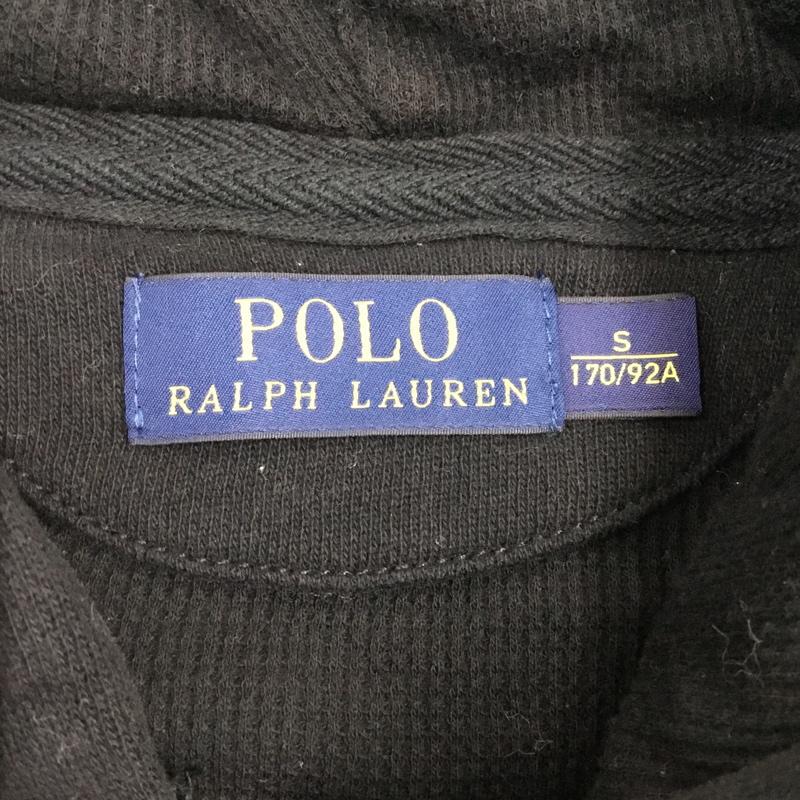 POLO
RALPH LAUREN
S
170/92A